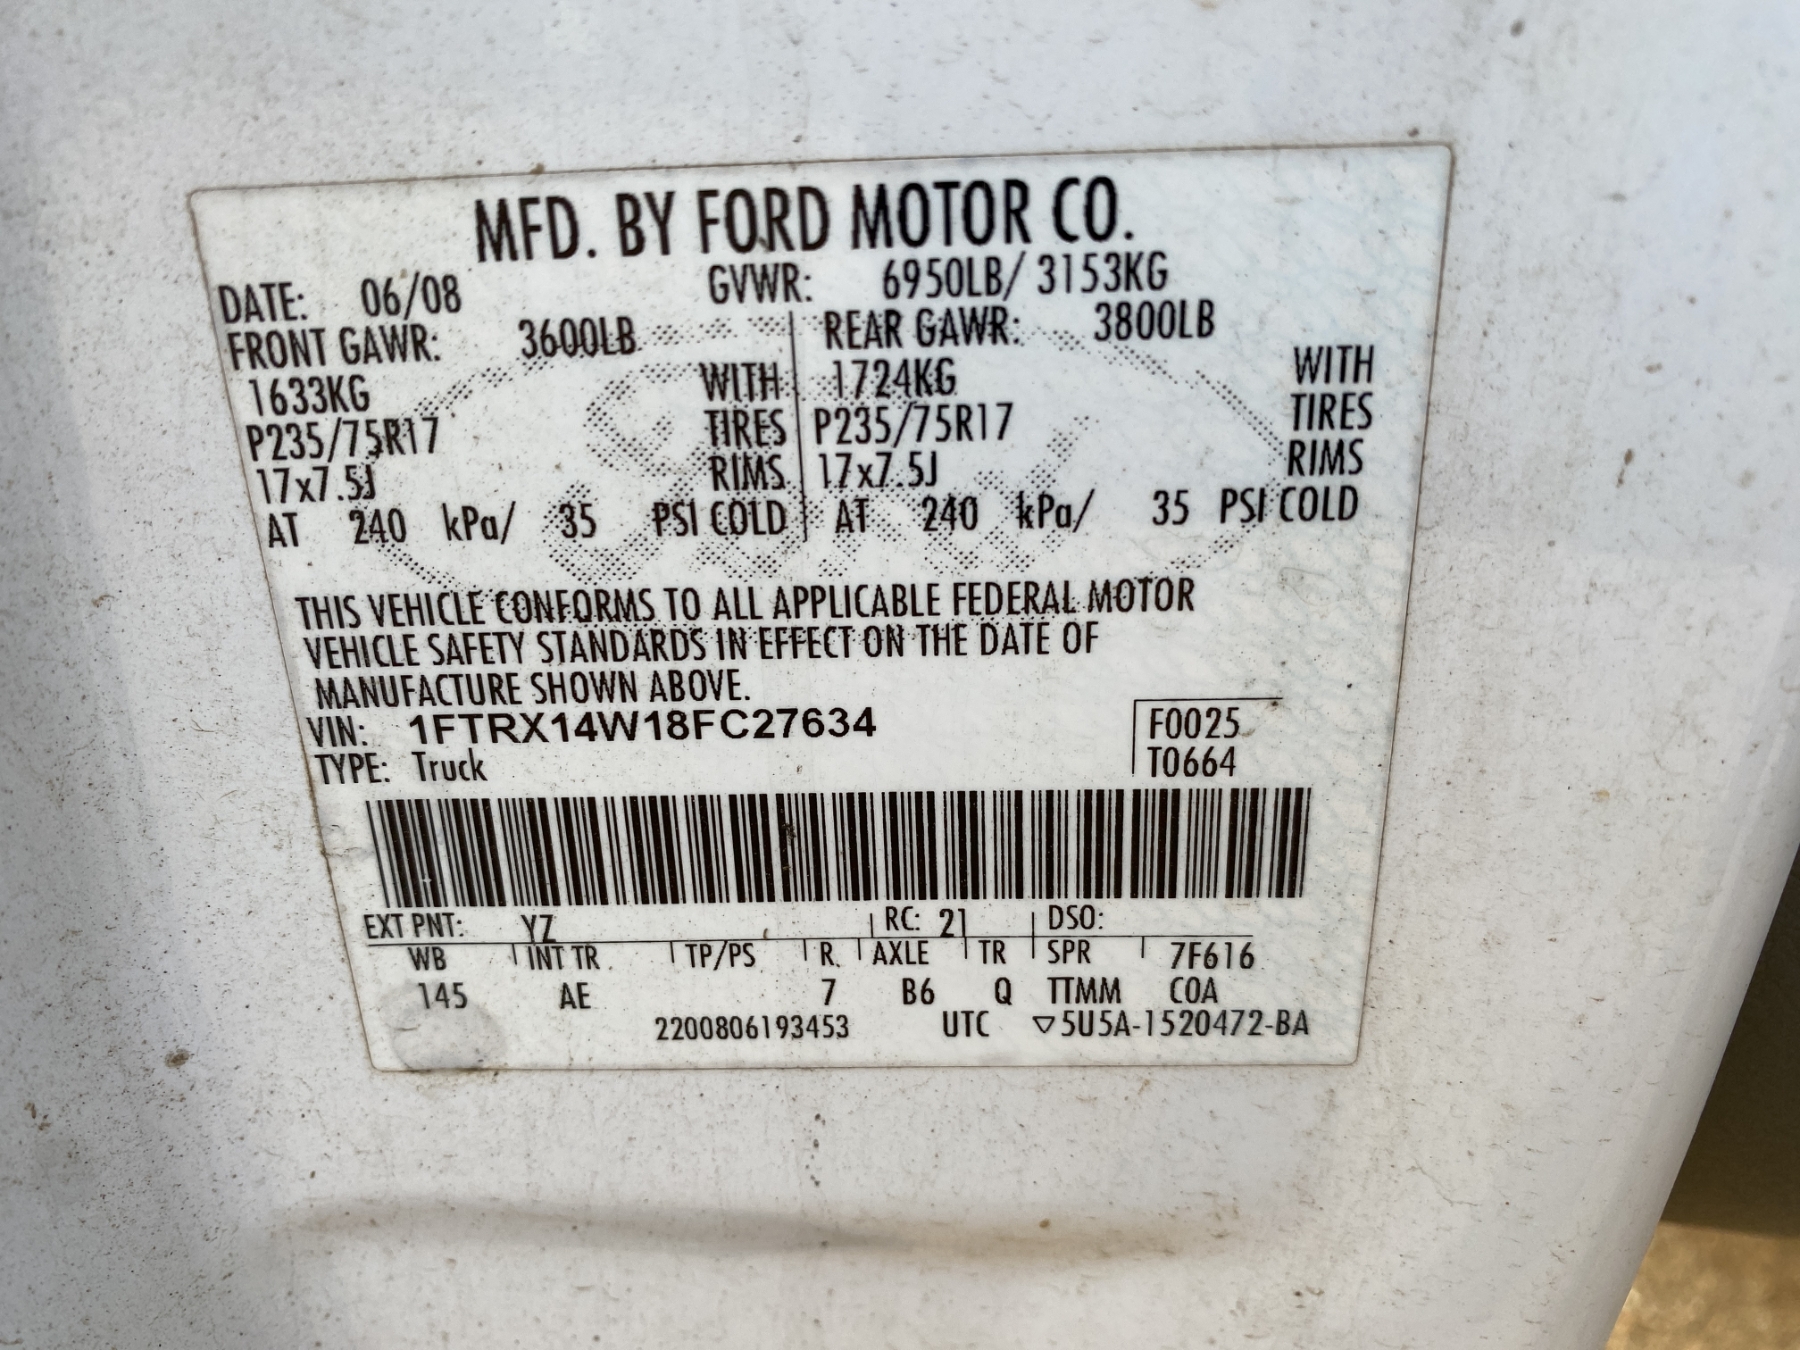 MFD. BY FORD MOTOR CO.
DATE: 06/08 GVWR: 6950LB/ 3153KG
FRONT GAWR: 3600LB REAR GAWR: 3800LB
1633KG WITH 1724KG WITH
P235/75R17 TIRES P235/75R17 TIRES
17x7.5J RIMS 17x7.5J RIMS
AT 240 kPa/ 35 PSI COLD AT 240 kPa/ 35 PSI COLD
THIS VEHICLE CONFORMS TO ALL APPLICABLE FEDERAL MOTOR
VEHICLE SAFETY STANDARDS IN EFFECT ON THE DATE OF
MANUFACTURE SHOWN ABOVE.
VIN: 1FTRX14W18FC27634 F0025
TYPE: Truck T0664
EXT PNT: YZ RC: 21 DSO:
WB INT TR TP/PS R. AXLE TR SPR 7F616
145 AE 7 B6 Q TTMM COA
2200806193453 UTC ▽5U5A-1520472-BA